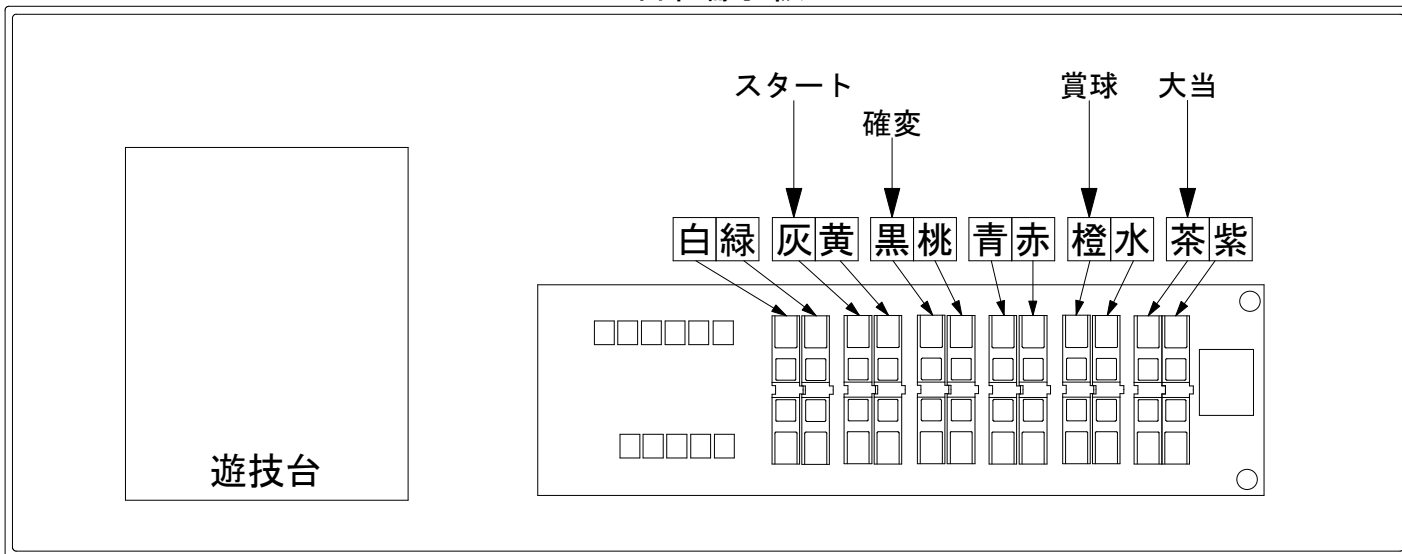 スタート
賞球
大当
確変
白緑
灰黄
黒桃
青赤
橙水
茶紫
遊技台